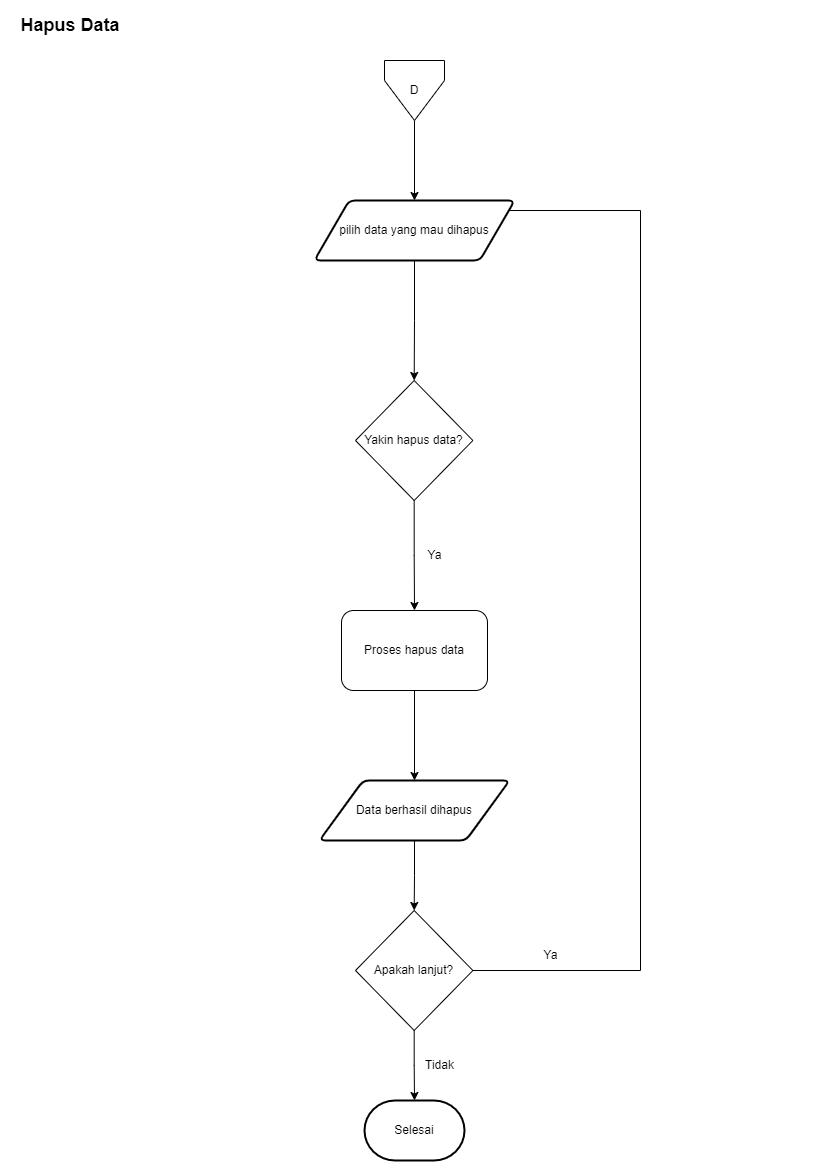 Hapus Data
D
pilih data yang mau dihapus
Yakin hapus data?
Ya
Proses hapus data
Data berhasil dihapus
Apakah lanjut?
Ya
Tidak
Selesai